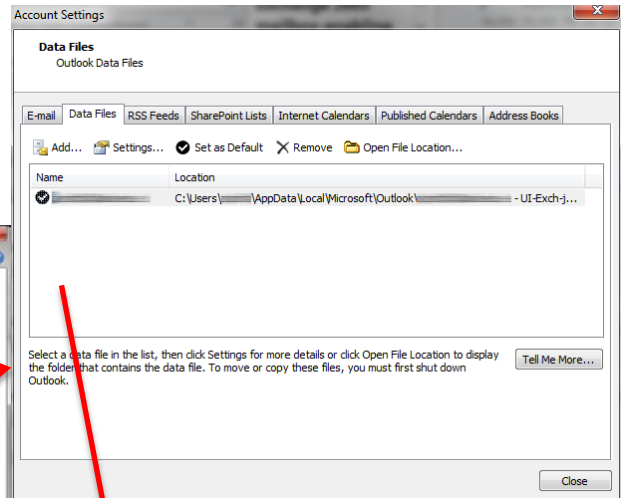 Account Settings
Data Files
Outlook Data Files
E-mail Data Files RSS Feeds SharePoint Lists Internet Calendars Published Calendars Address Books
Add... Settings... Set as Default Remove Open File Location...
Name Location
C:\Users\ \AppData\Local\Microsoft\Outlook\ - UI-Exch-j...
Select a data file in the list, then click Settings for more details or click Open File Location to display
the folder that contains the data file. To move or copy these files, you must first shut down
Outlook.
Tell Me More...
Close